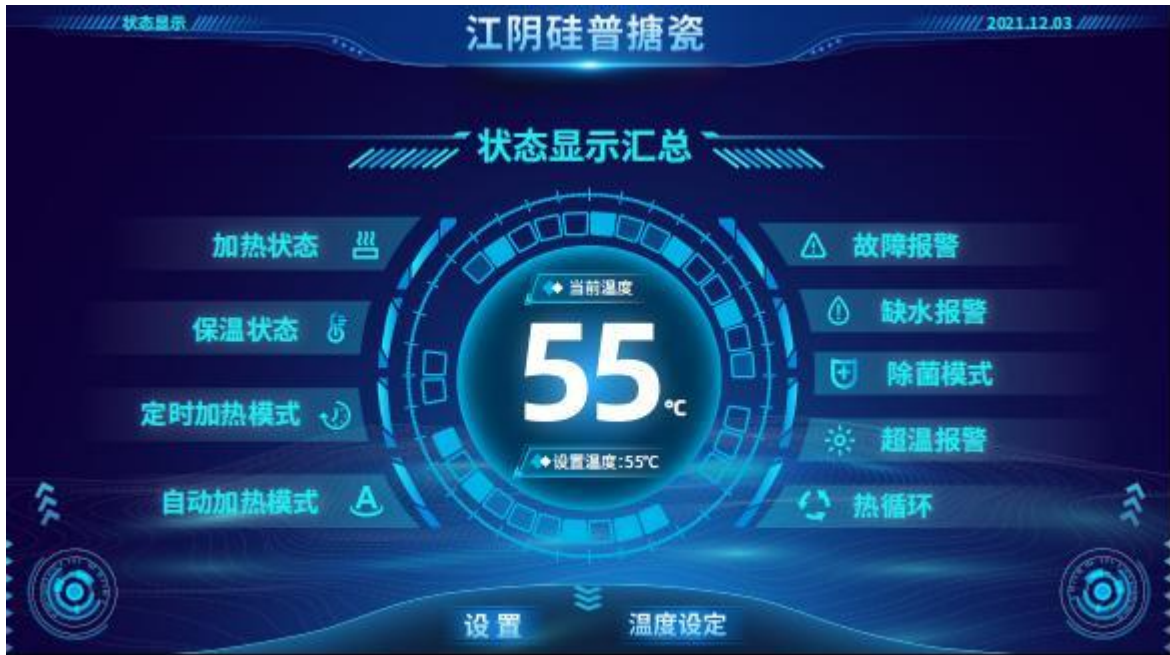 状态显示
江阴硅普搪瓷
2021.12.03
状态显示汇总
加热状态
保温状态
定时加热模式
自动加热模式
当前温度
55℃
设置温度:55℃
故障报警
缺水报警
除菌模式
超温报警
热循环
设置
温度设定